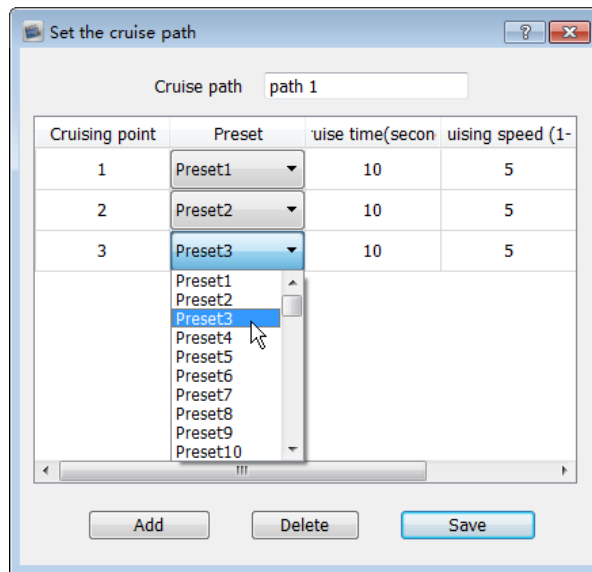 Set the cruise path
Cruise path path 1
Cruising point Preset uise time(secon uising speed (1-
1 Preset1 10 5
2 Preset2 10 5
3 Preset3 10 5
Preset1
Preset2
Preset3
Preset4
Preset5
Preset6
Preset7
Preset8
Preset9
Preset10
Add Delete Save